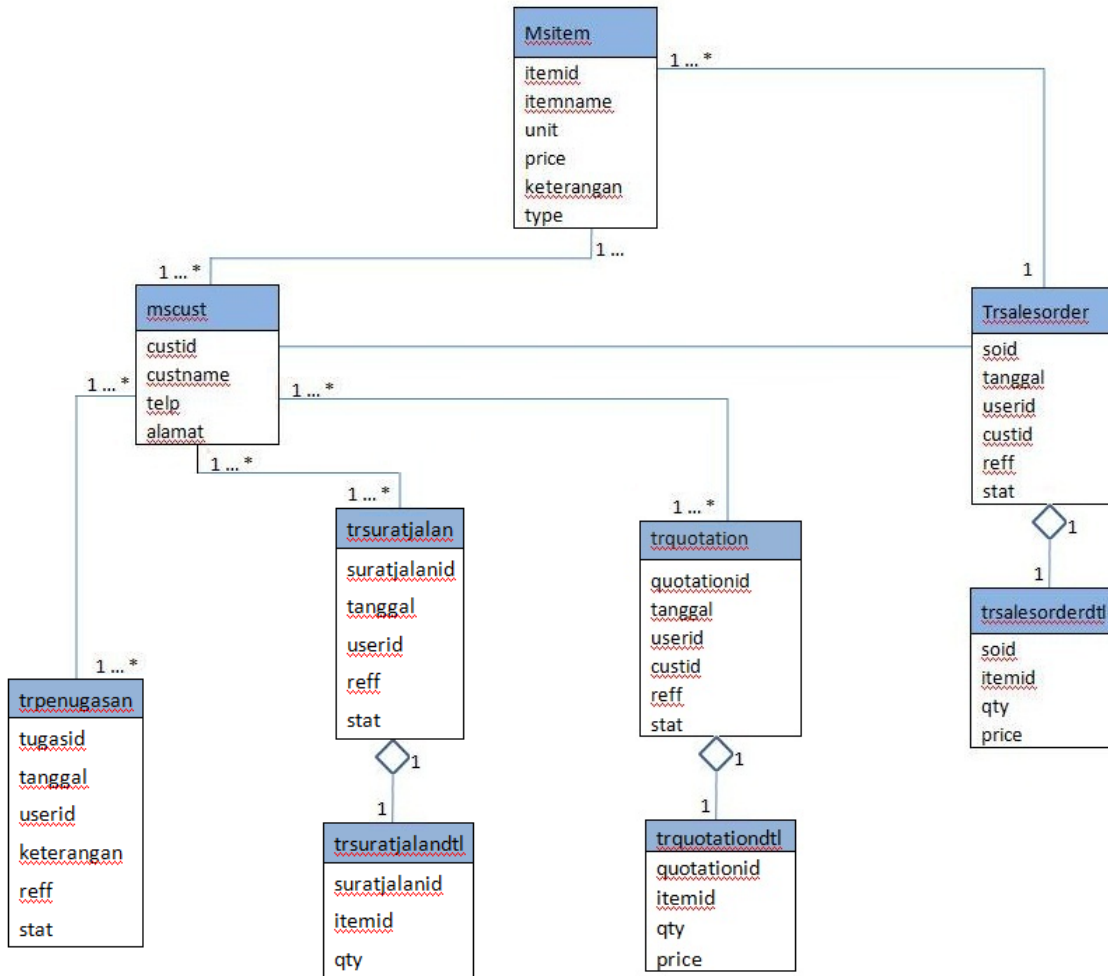 Msitem
itemid
itemname
unit
price
keterangan
type
1 ... *
1 ...
1 ... *
1
mscust
custid
custname
telp
alamat
1 ... *
1 ... *
1 ... *
Trsalesorder
soid
tanggal
userid
custid
reff
stat
1
1
1 ... *
trsuratjalan
suratjalanid
tanggal
userid
reff
stat
1
1
1 ... *
trquotation
quotationid
tanggal
userid
custid
reff
stat
1
1
trsalesorderdtl
soid
itemid
qty
price
1 ... *
trpenugasan
tugasid
tanggal
userid
keterangan
reff
stat
trsuratjalandtl
suratjalanid
itemid
qty
trquotationdtl
quotationid
itemid
qty
price